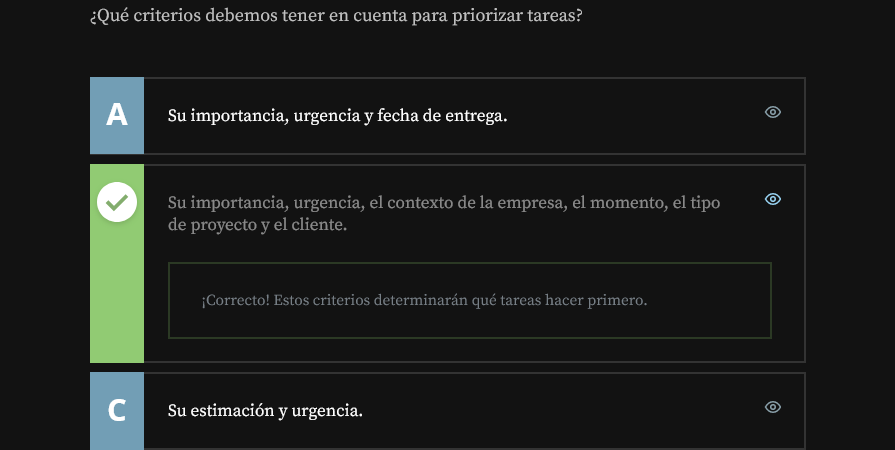 ¿Qué criterios debemos tener en cuenta para priorizar tareas?
A
Su importancia, urgencia y fecha de entrega.
Su importancia, urgencia, el contexto de la empresa, el momento, el tipo
de proyecto y el cliente.
¡Correcto! Estos criterios determinarán qué tareas hacer primero.
C
Su estimación y urgencia.